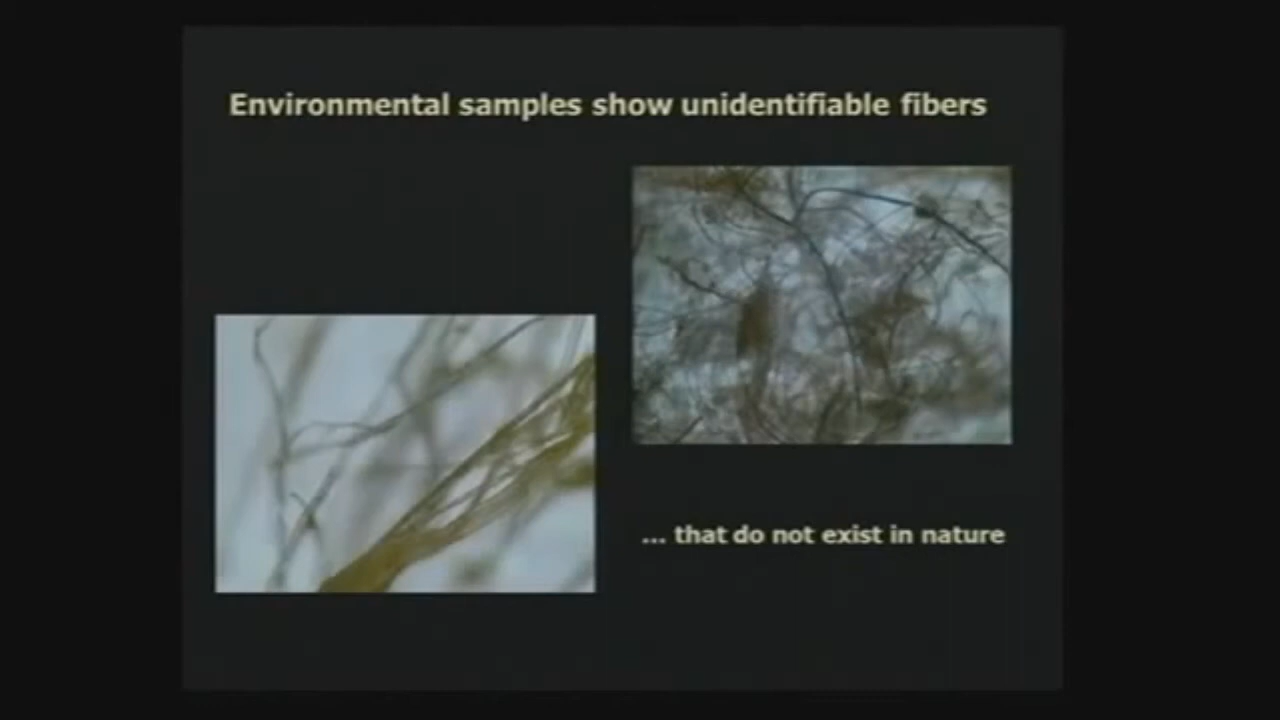 Environmental samples show unidentifiable fibers
... that do not exist in nature